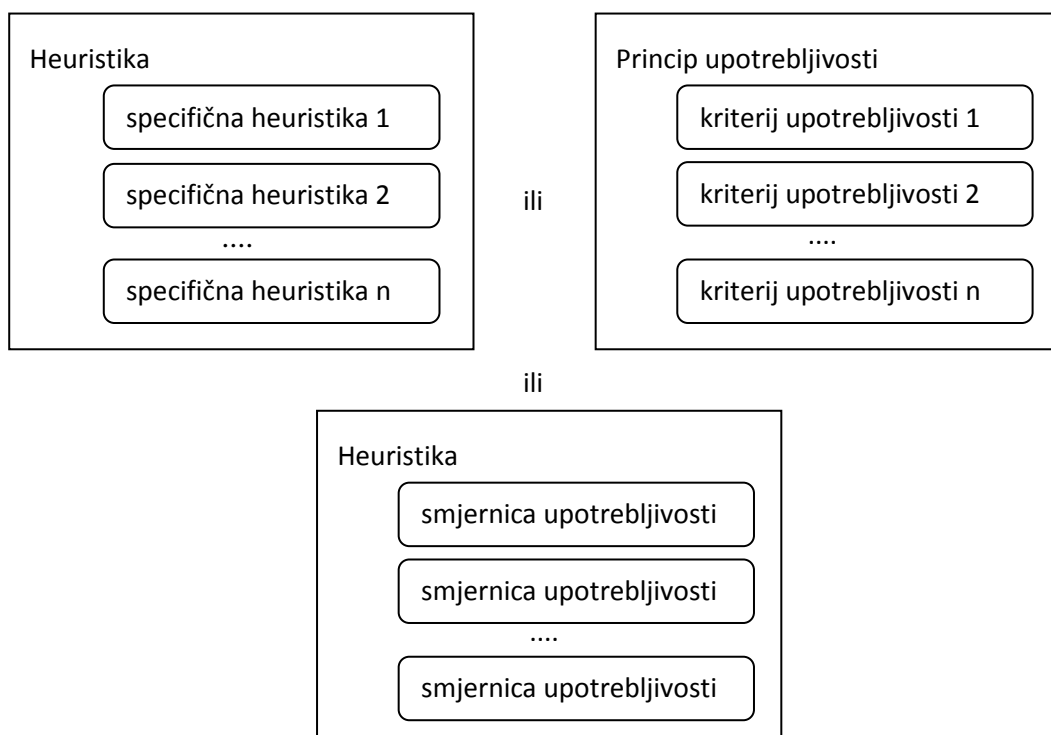 Heuristika
specifična heuristika 1
specifična heuristika 2
....
specifična heuristika n
ili
Princip upotrebljivosti
kriterij upotrebljivosti 1
kriterij upotrebljivosti 2
....
kriterij upotrebljivosti n
ili
Heuristika
smjernica upotrebljivosti
smjernica upotrebljivosti
....
smjernica upotrebljivosti